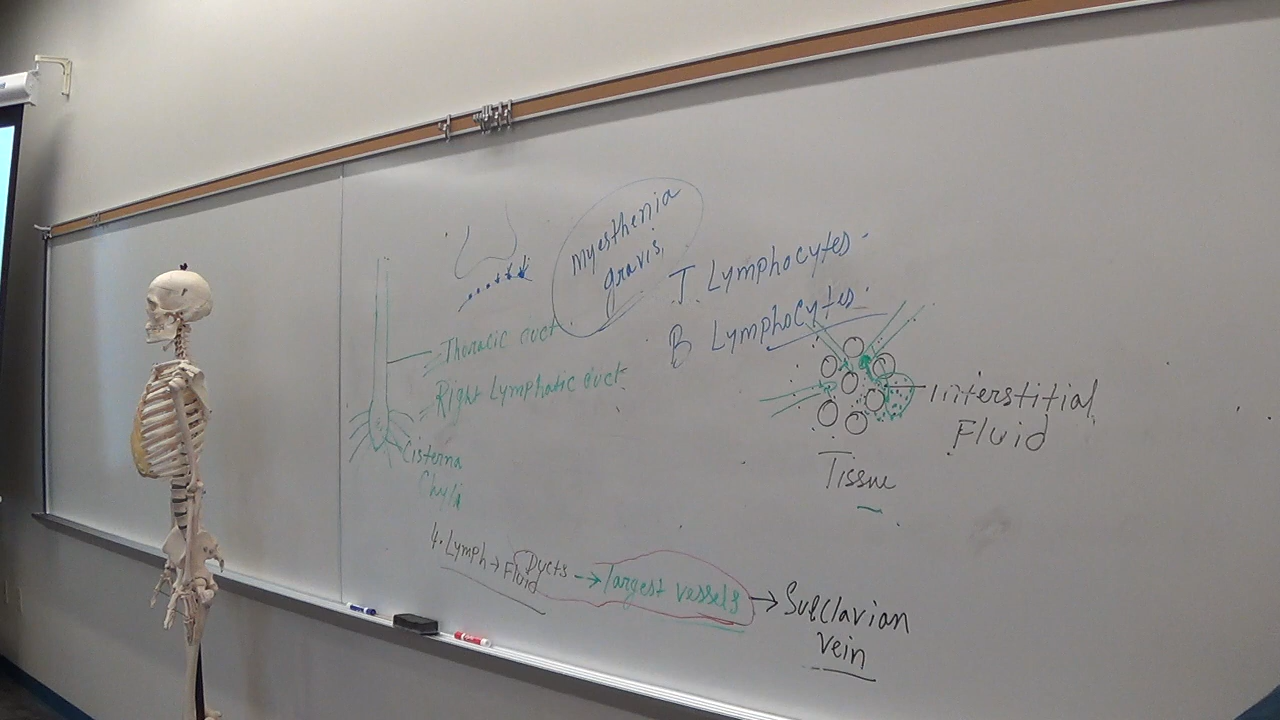 Myesthenia
gravis,
T. Lymphocytes
B Lymphocytes
Thoracic duct
Right Lymphatic duct
Cisterna
Chyli
Interstitial
Fluid
Tissue
4. Lymph → Fluid Ducts → largest vessels → Subclavian
vein